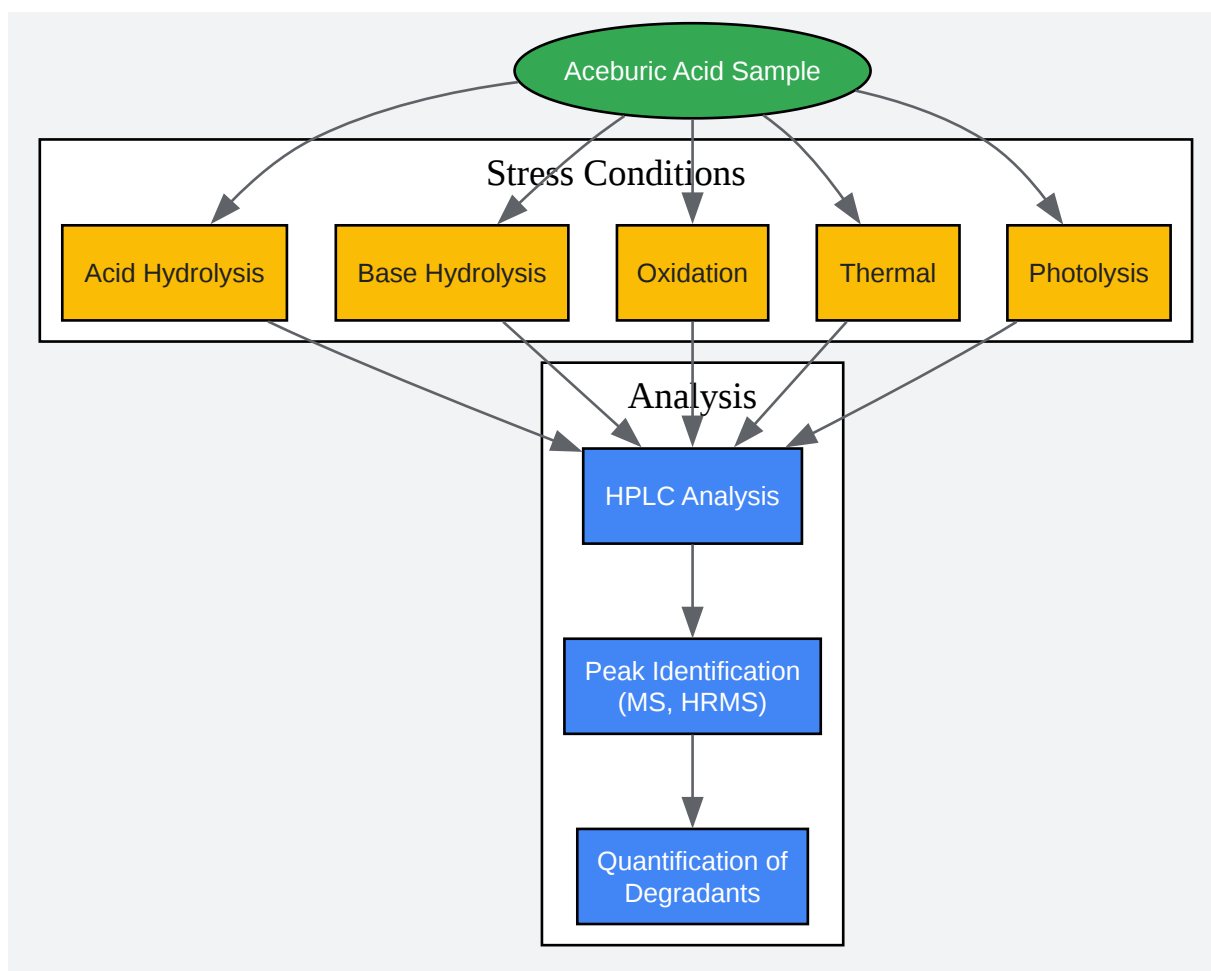 Aceburic Acid Sample
Stress Conditions
Acid Hydrolysis
Base Hydrolysis
Oxidation
Thermal
Photolysis
Analysis
HPLC Analysis
Peak Identification
(MS, HRMS)
Quantification of
Degradants